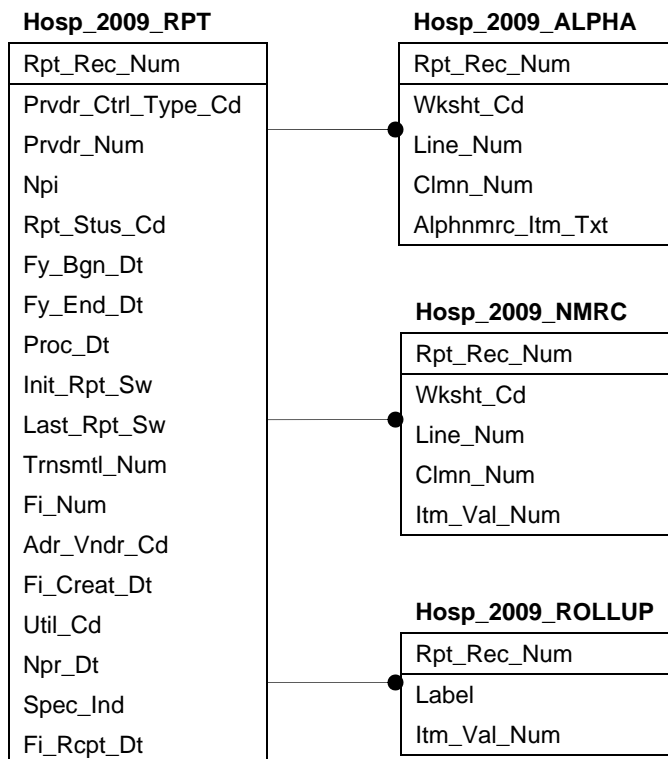 Hosp_2009_RPT
Rpt_Rec_Num
Prvdr_Ctrl_Type_Cd
Prvdr_Num
Npi
Rpt_Stus_Cd
Fy_Bgn_Dt
Fy_End_Dt
Proc_Dt
Init_Rpt_Sw
Last_Rpt_Sw
Trnsmtl_Num
Fi_Num
Adr_Vndr_Cd
Fi_Creat_Dt
Util_Cd
Npr_Dt
Spec_Ind
Fi_Rcpt_Dt
Hosp_2009_ALPHA
Rpt_Rec_Num
Wksht_Cd
Line_Num
Clmn_Num
Alphnmrc_Itm_Txt
Hosp_2009_NMRC
Rpt_Rec_Num
Wksht_Cd
Line_Num
Clmn_Num
Itm_Val_Num
Hosp_2009_ROLLUP
Rpt_Rec_Num
Label
Itm_Val_Num